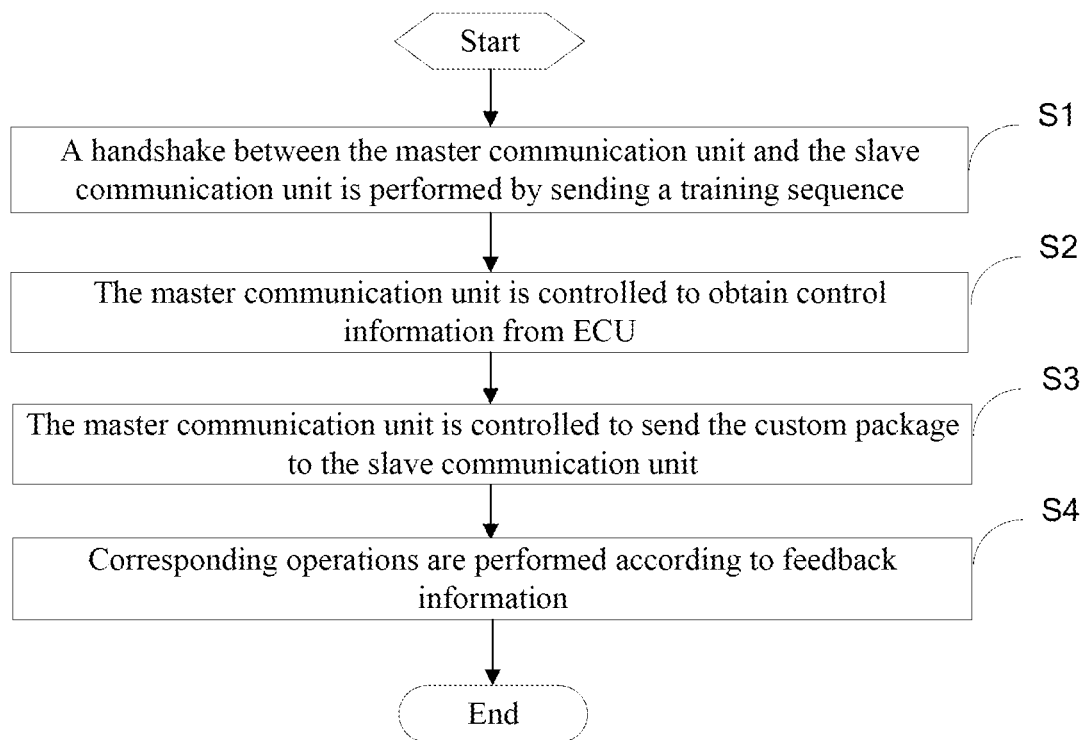 Start
S1
A handshake between the master communication unit and the slave
communication unit is performed by sending a training sequence
S2
The master communication unit is controlled to obtain control
information from ECU
S3
The master communication unit is controlled to send the custom package
to the slave communication unit
S4
Corresponding operations are performed according to feedback
information
End